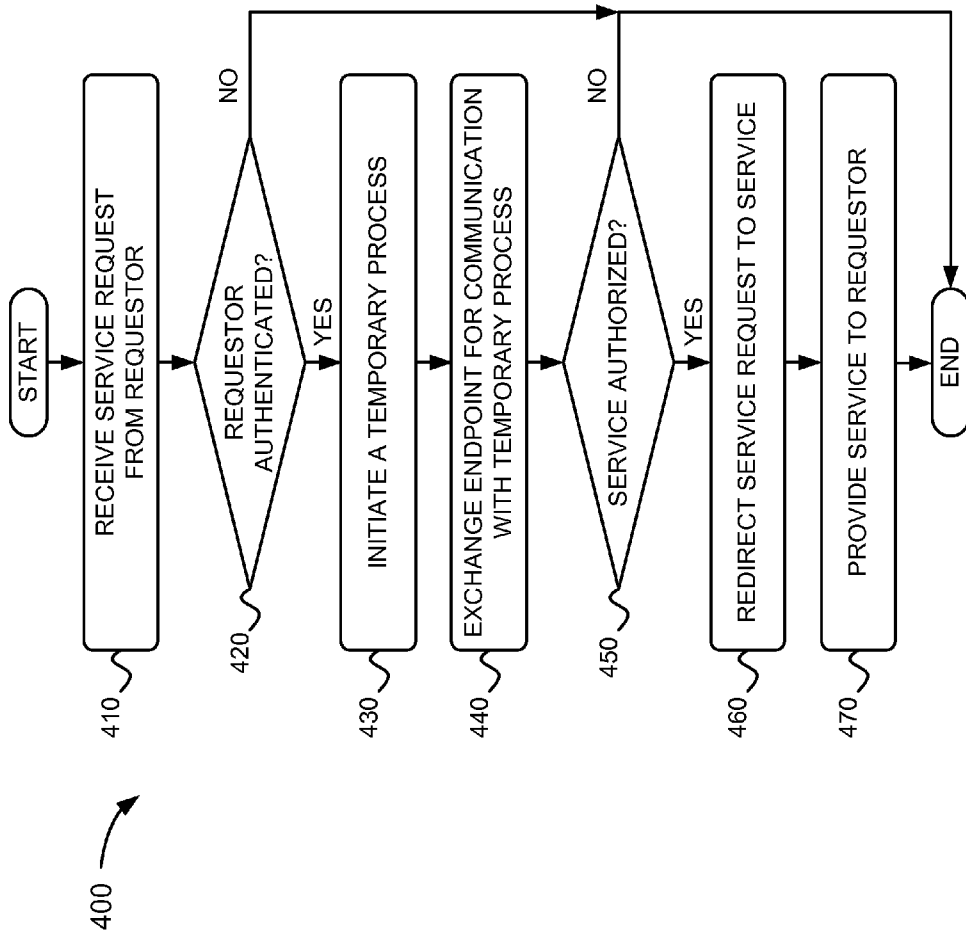 400
START
410
RECEIVE SERVICE REQUEST
FROM REQUESTOR
420
REQUESTOR
AUTHENTICATED?
NO
YES
430
INITIATE A TEMPORARY PROCESS
440
EXCHANGE ENDPOINT FOR COMMUNICATION
WITH TEMPORARY PROCESS
450
SERVICE AUTHORIZED?
NO
YES
460
REDIRECT SERVICE REQUEST TO SERVICE
470
PROVIDE SERVICE TO REQUESTOR
END